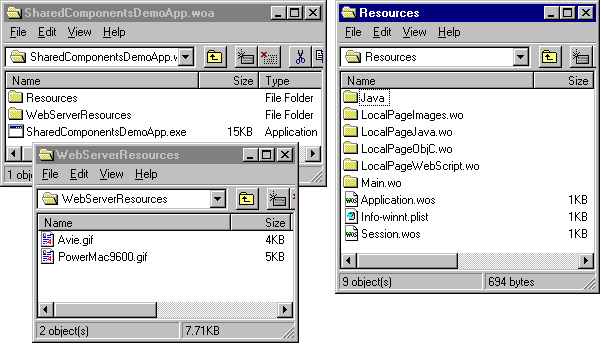 SharedComponentsDemoApp.woa
File Edit View Help
SharedComponentsDemoApp.w
Name Size Type
Resources File Folder
WebServerResources File Folder
SharedComponentsDemoApp.exe 15KB Application
1 obj
WebServerResources
File Edit View Help
WebServerResources
Name Size
Avie.gif 4KB
PowerMac9600.gif 5KB
2 object(s) 7.71KB
Resources
File Edit View Help
Resources
Name Size
Java
LocalPageImages.wo
LocalPageJava.wo
LocalPageObjC.wo
LocalPageWebScript.wo
Main.wo
Application.wos 1KB
Info-winnt.plist 1KB
Session.wos 1KB
9 object(s) 694 bytes